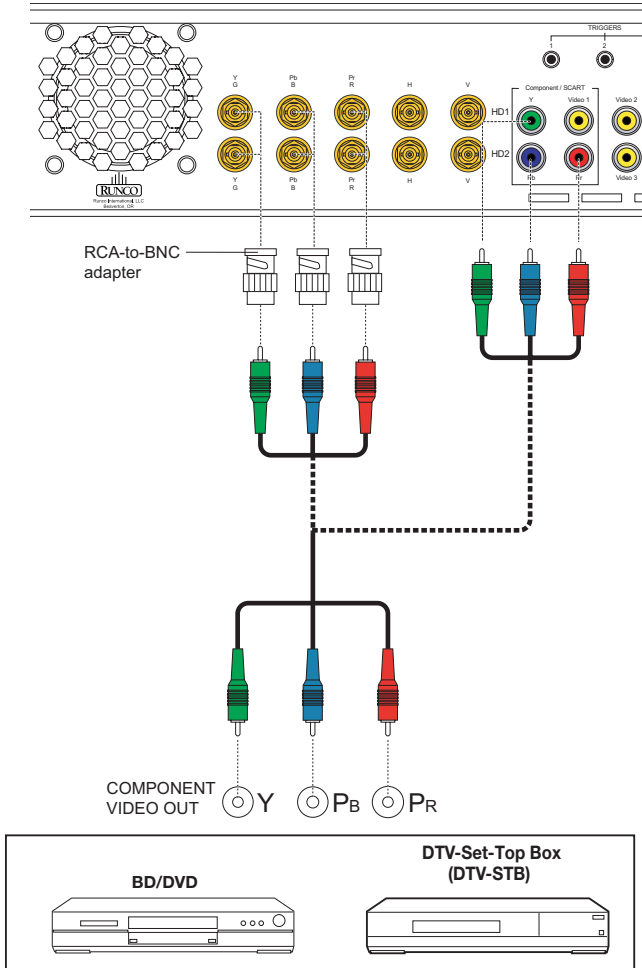 TRIGGERS
1 2
Component / SCART
Y Pb Pr H V
G B R
Y Video 1 Video 2
HD1
HD2
Y Pb Pr H V
G B R
Pb Pr Video 3
RUNCO
Runco International, LLC
Beaverton, OR
RCA-to-BNC
adapter
COMPONENT
VIDEO OUT
Y PB PR
BD/DVD
DTV-Set-Top Box
(DTV-STB)